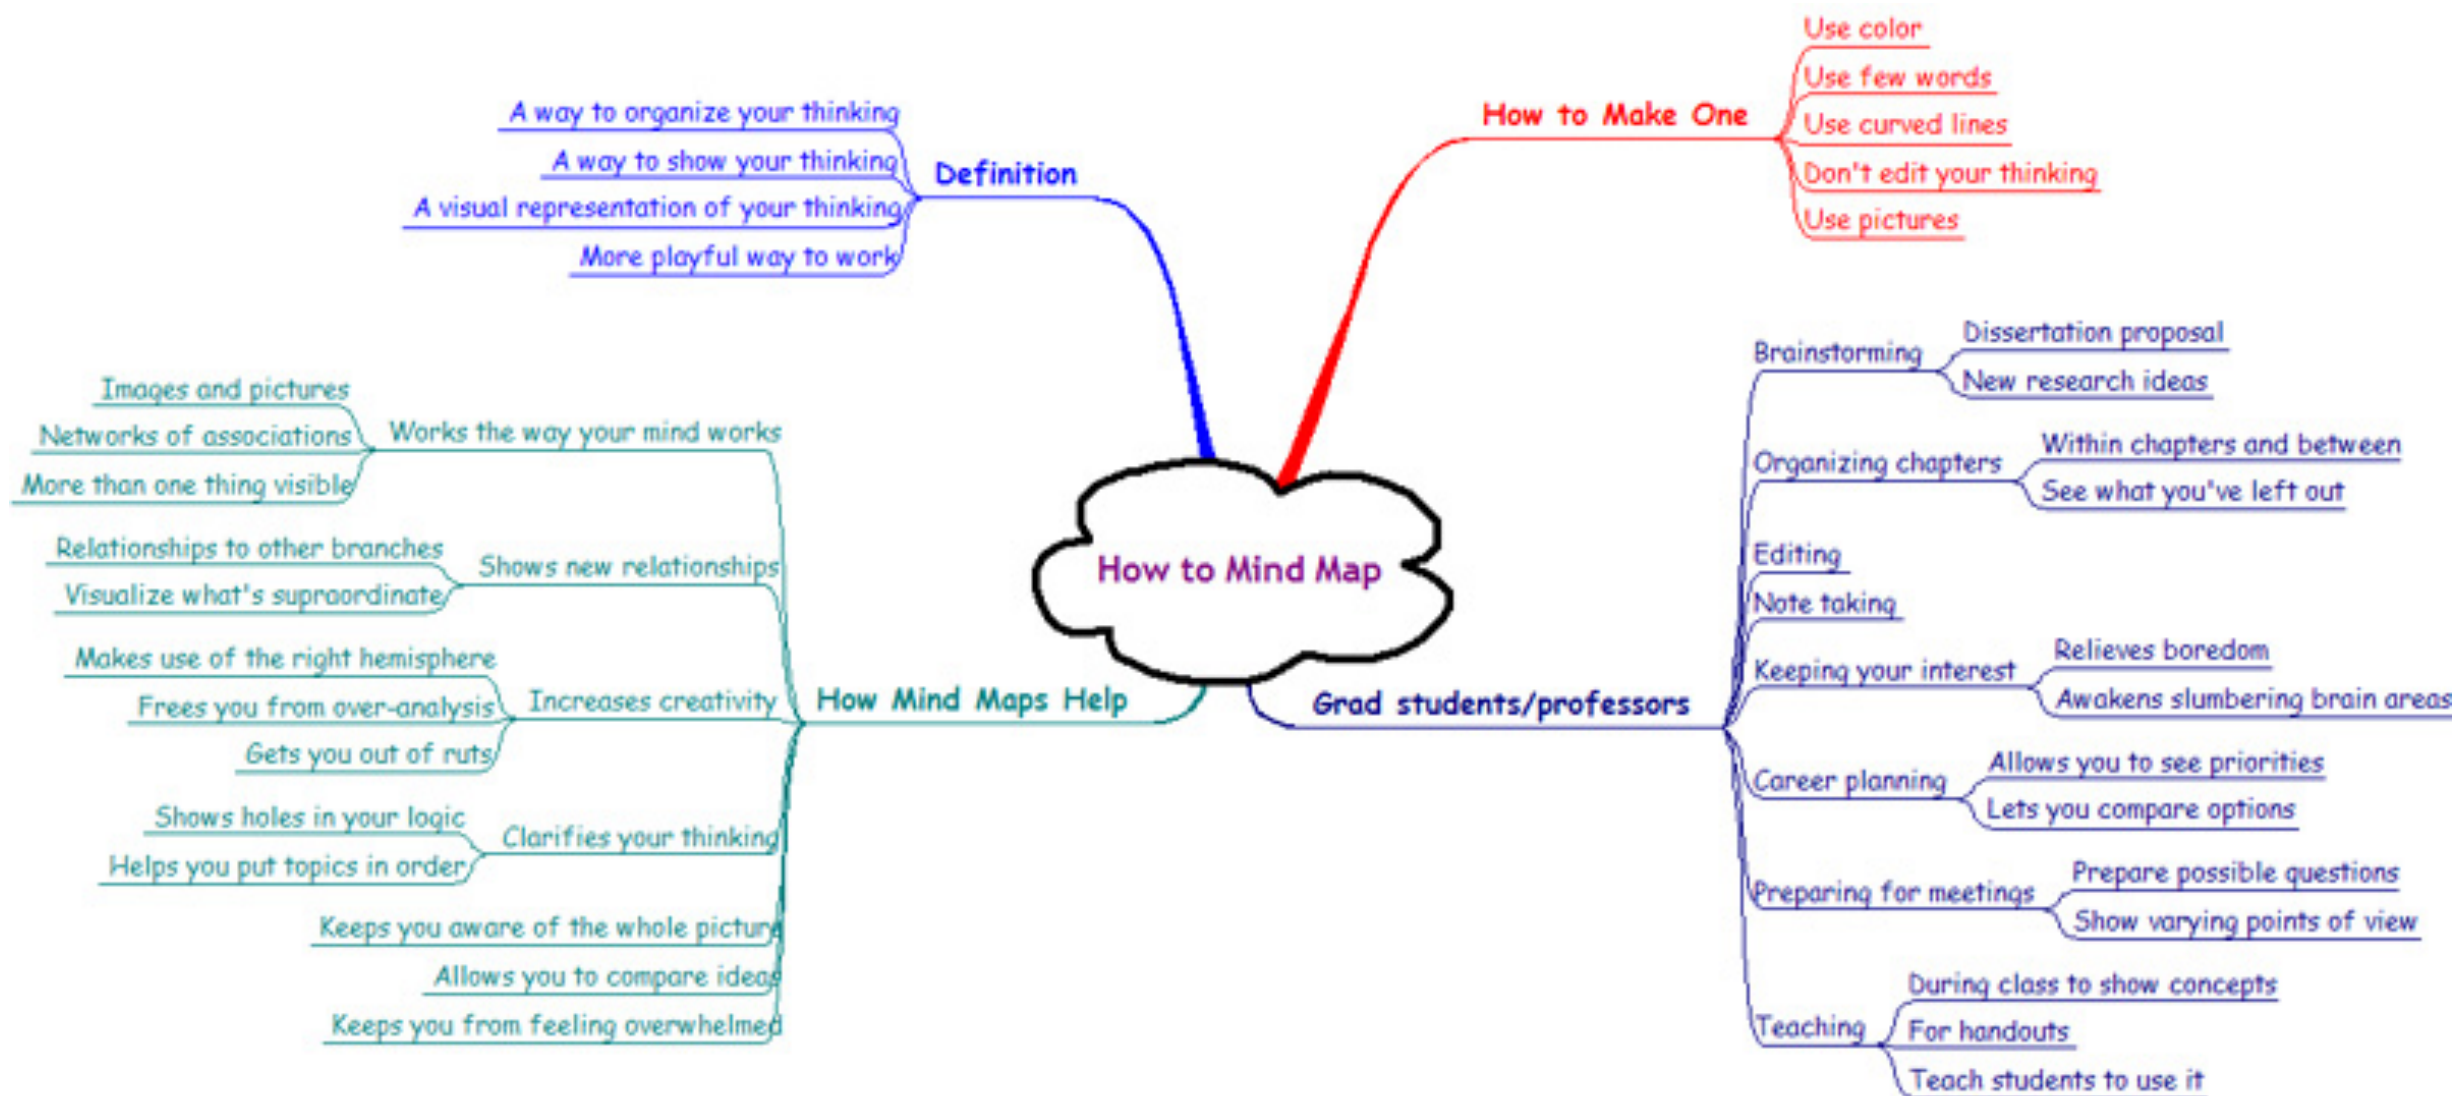 How to Mind Map
Definition
A way to organize your thinking
A way to show your thinking
A visual representation of your thinking
More playful way to work
How to Make One
Use color
Use few words
Use curved lines
Don't edit your thinking
Use pictures
How Mind Maps Help
Works the way your mind works
Images and pictures
Networks of associations
More than one thing visible
Shows new relationships
Relationships to other branches
Visualize what's supraordinate
Increases creativity
Makes use of the right hemisphere
Frees you from over-analysis
Gets you out of ruts
Clarifies your thinking
Shows holes in your logic
Helps you put topics in order
Keeps you aware of the whole picture
Allows you to compare ideas
Keeps you from feeling overwhelmed
Grad students/professors
Brainstorming
Dissertation proposal
New research ideas
Organizing chapters
Within chapters and between
See what you've left out
Editing
Note taking
Keeping your interest
Relieves boredom
Awakens slumbering brain areas
Career planning
Allows you to see priorities
Lets you compare options
Preparing for meetings
Prepare possible questions
Show varying points of view
Teaching
During class to show concepts
For handouts
Teach students to use it